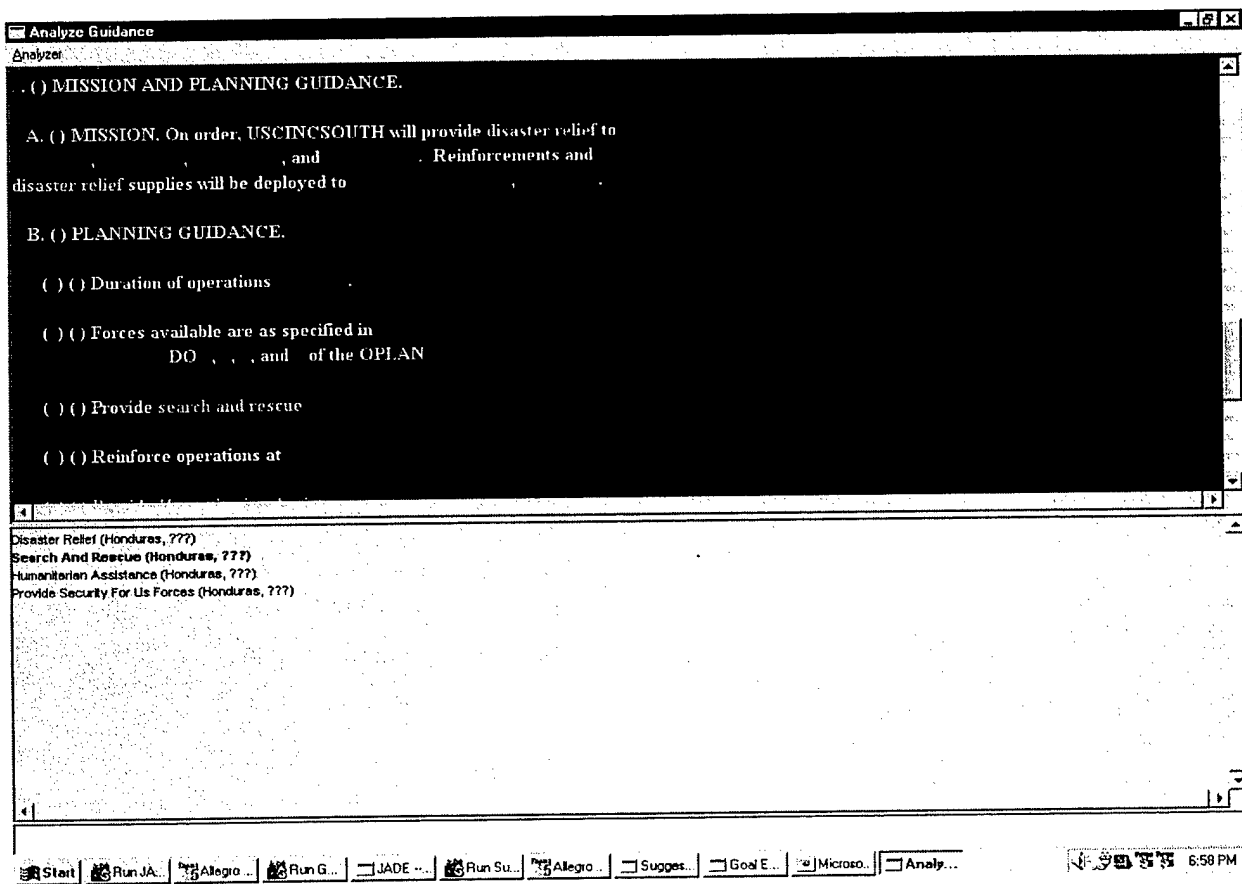 Analyze Guidance
Analyzer
. . () MISSION AND PLANNING GUIDANCE.
A. () MISSION. On order, USCINCSOUTH will provide disaster relief to
, , , and . Reinforcements and
disaster relief supplies will be deployed to , .
B. () PLANNING GUIDANCE.
( ) () Duration of operations .
( ) () Forces available are as specified in
DO , , , and of the OPLAN
( ) () Provide search and rescue
( ) () Reinforce operations at
Disaster Relief (Honduras, ???)
Search And Rescue (Honduras, ???)
Humanitarian Assistance (Honduras, ???)
Provide Security For Us Forces (Honduras, ???)
Start Run JA... Allegro ... Run G... JADE -... Run Su... Allegro .. Sugges... Goal E... Microso.. Analy... 6:58 PM